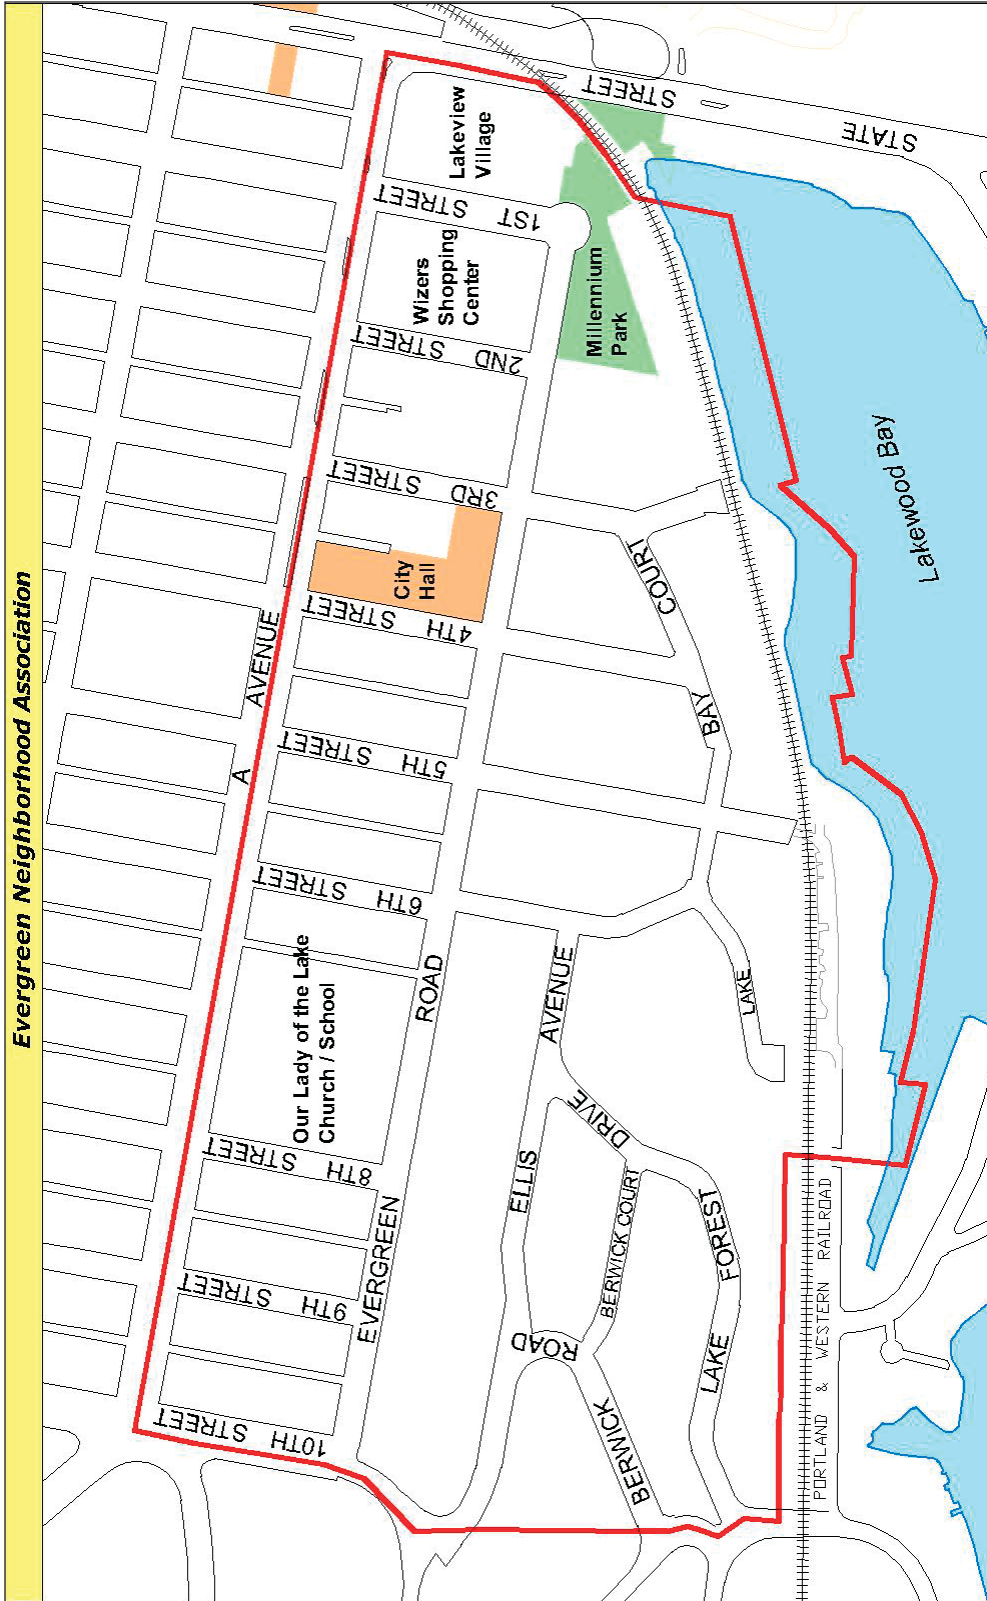 Evergreen Neighborhood Association
A AVENUE
10TH STREET
9TH STREET
8TH STREET
6TH STREET
5TH STREET
4TH STREET
3RD STREET
2ND STREET
1ST STREET
STATE STREET
Our Lady of the Lake
Church / School
City
Hall
Wizers
Shopping
Center
Lakeview
Village
Millennium
Park
EVERGREEN ROAD
ELLIS AVENUE
BERWICK ROAD
BERWICK COURT
LAKE FOREST DRIVE
LAKE BAY COURT
Lakewood Bay
PORTLAND & WESTERN RAILROAD